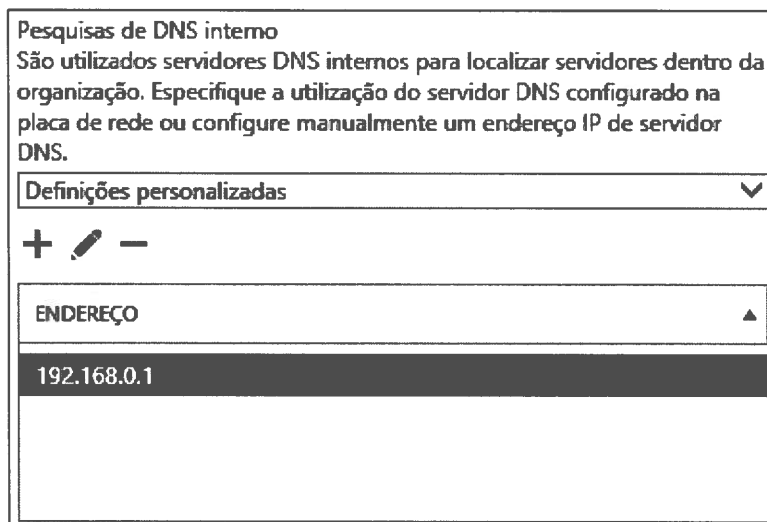 Pesquisas de DNS interno
São utilizados servidores DNS internos para localizar servidores dentro da
organização. Especifique a utilização do servidor DNS configurado na
placa de rede ou configure manualmente um endereço IP de servidor
DNS.
Definições personalizadas
ENDEREÇO
192.168.0.1